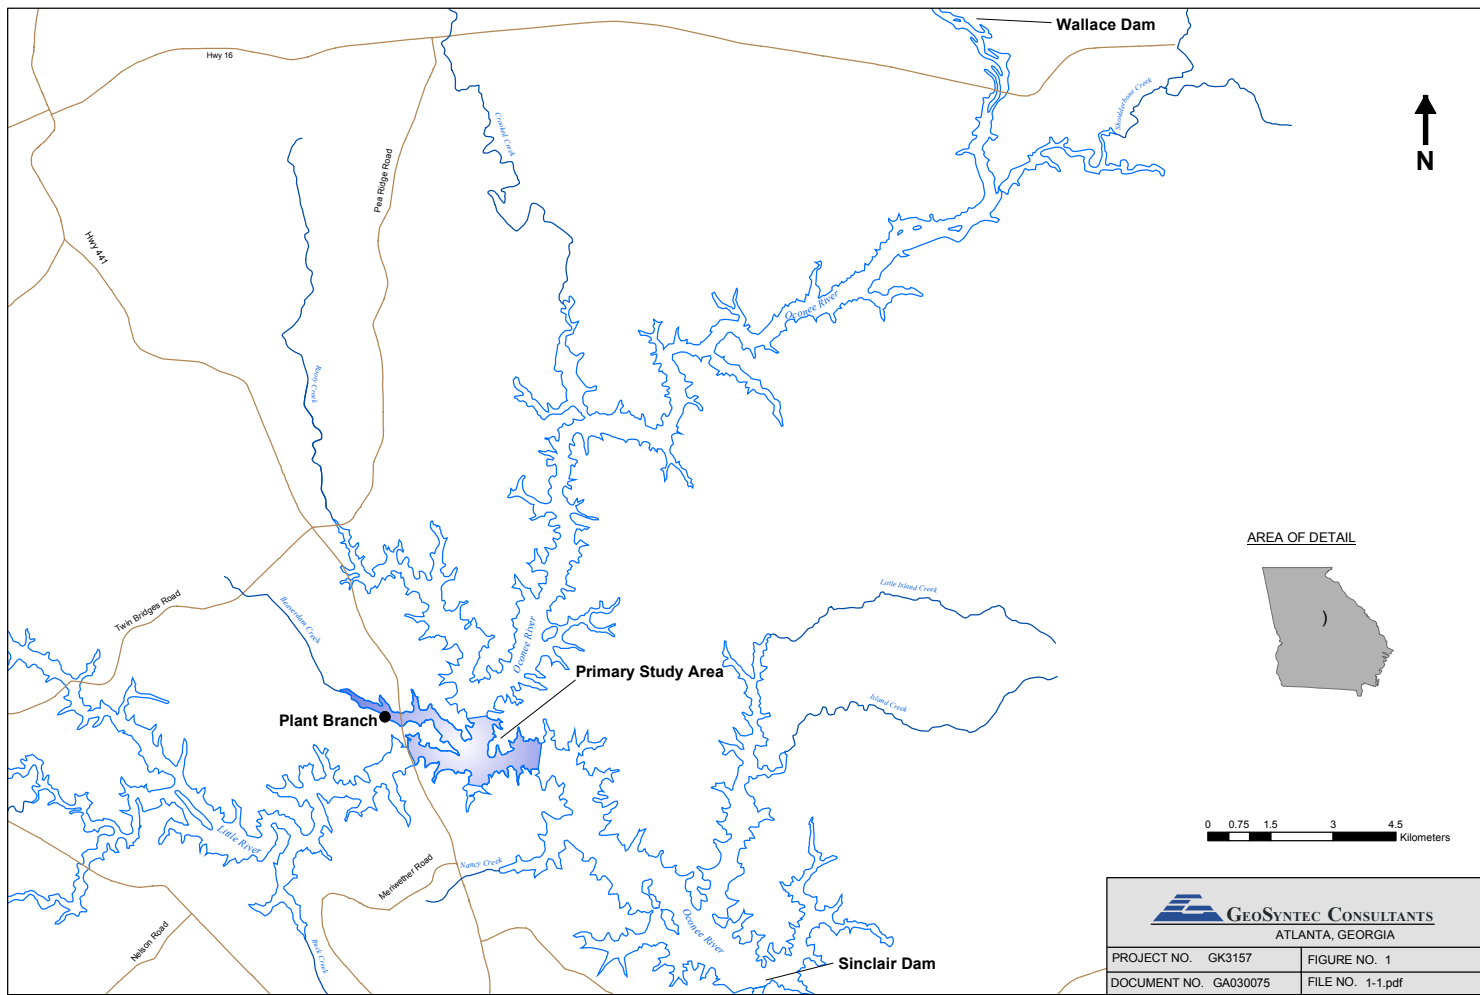 Wallace Dam
Hwy 16
Shoulderbone Creek
Crooked Creek
Pea Ridge Road
N
Hwy 441
Oconee River
Rooty Creek
AREA OF DETAIL
Little Island Creek
Twin Bridges Road
Beaverdam Creek
Oconee River
Primary Study Area
Island Creek
Plant Branch
0 0.75 1.5 3 4.5
Kilometers
Little River
Meriwether Road
Nancy Creek
Nelson Road
Buck Creek
Oconee River
Sinclair Dam
GEOSYNTEC CONSULTANTS
ATLANTA, GEORGIA
PROJECT NO. GK3157
FIGURE NO. 1
DOCUMENT NO. GA030075
FILE NO. 1-1.pdf